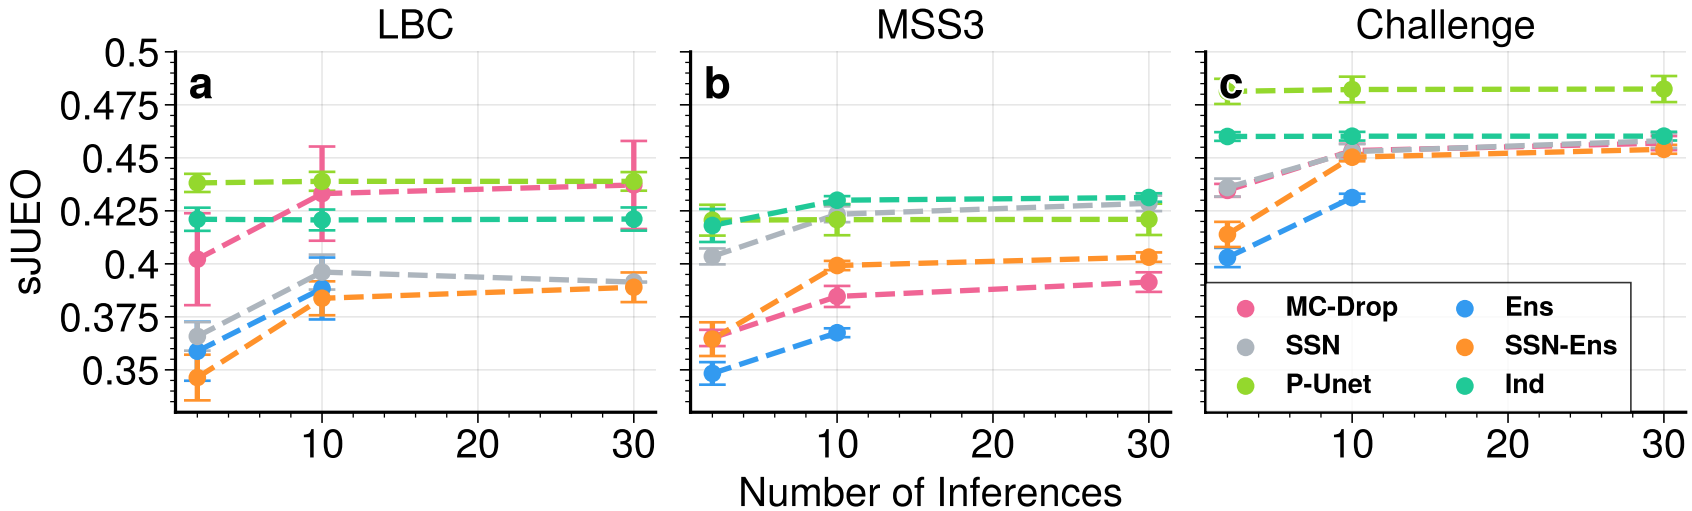 LBC
MSS3
Challenge
a
b
c
0.5
0.475
0.45
0.425
0.4
0.375
0.35
sJUEO
MC-Drop
Ens
SSN
SSN-Ens
P-Unet
Ind
10 20 30
10 20 30
10 20 30
Number of Inferences